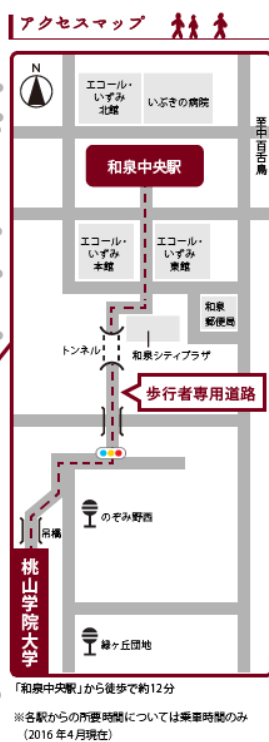 アクセスマップ
N
エコール・
いずみ
北館
いぶきの病院
至中百舌鳥
和泉中央駅
エコール・
いずみ
本館
エコール・
いずみ
東館
和泉
郵便局
トンネル
和泉シティプラザ
歩行者専用道路
のぞみ野西
吊橋
桃山学院大学
緑ヶ丘団地
「和泉中央駅」から徒歩で約12分
※各駅からの所要時間については乗車時間のみ
（2016年4月現在）